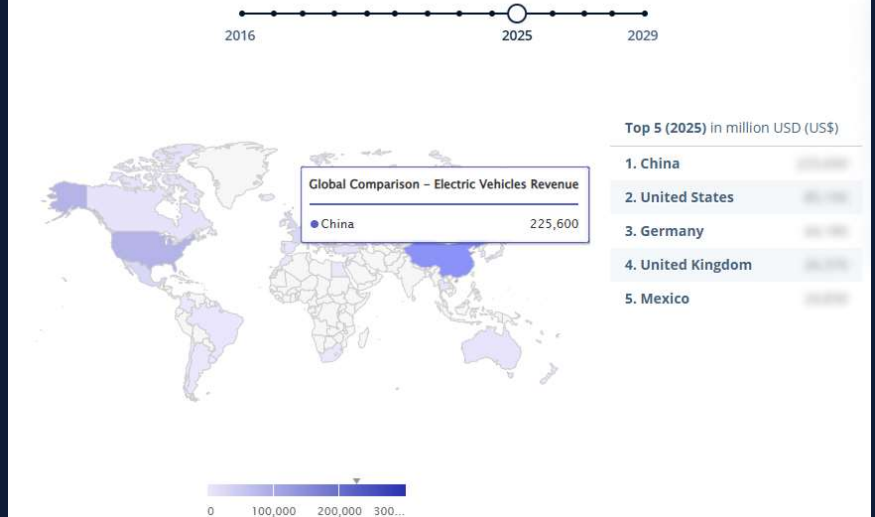 2016 2025 2029
Top 5 (2025) in million USD (US$)
1. China
2. United States
3. Germany
4. United Kingdom
5. Mexico
Global Comparison – Electric Vehicles Revenue
China 225,600
0 100,000 200,000 300...